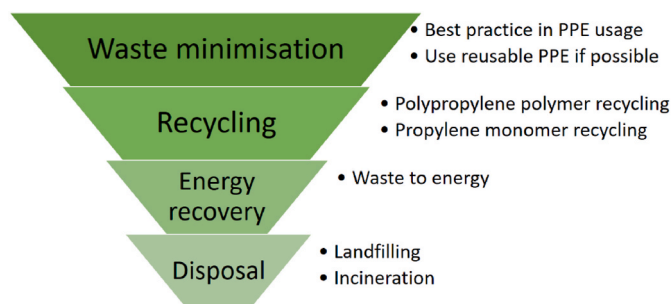 Waste minimisation
• Best practice in PPE usage
• Use reusable PPE if possible
Recycling
• Polypropylene polymer recycling
• Propylene monomer recycling
Energy
recovery
• Waste to energy
Disposal
• Landfilling
• Incineration